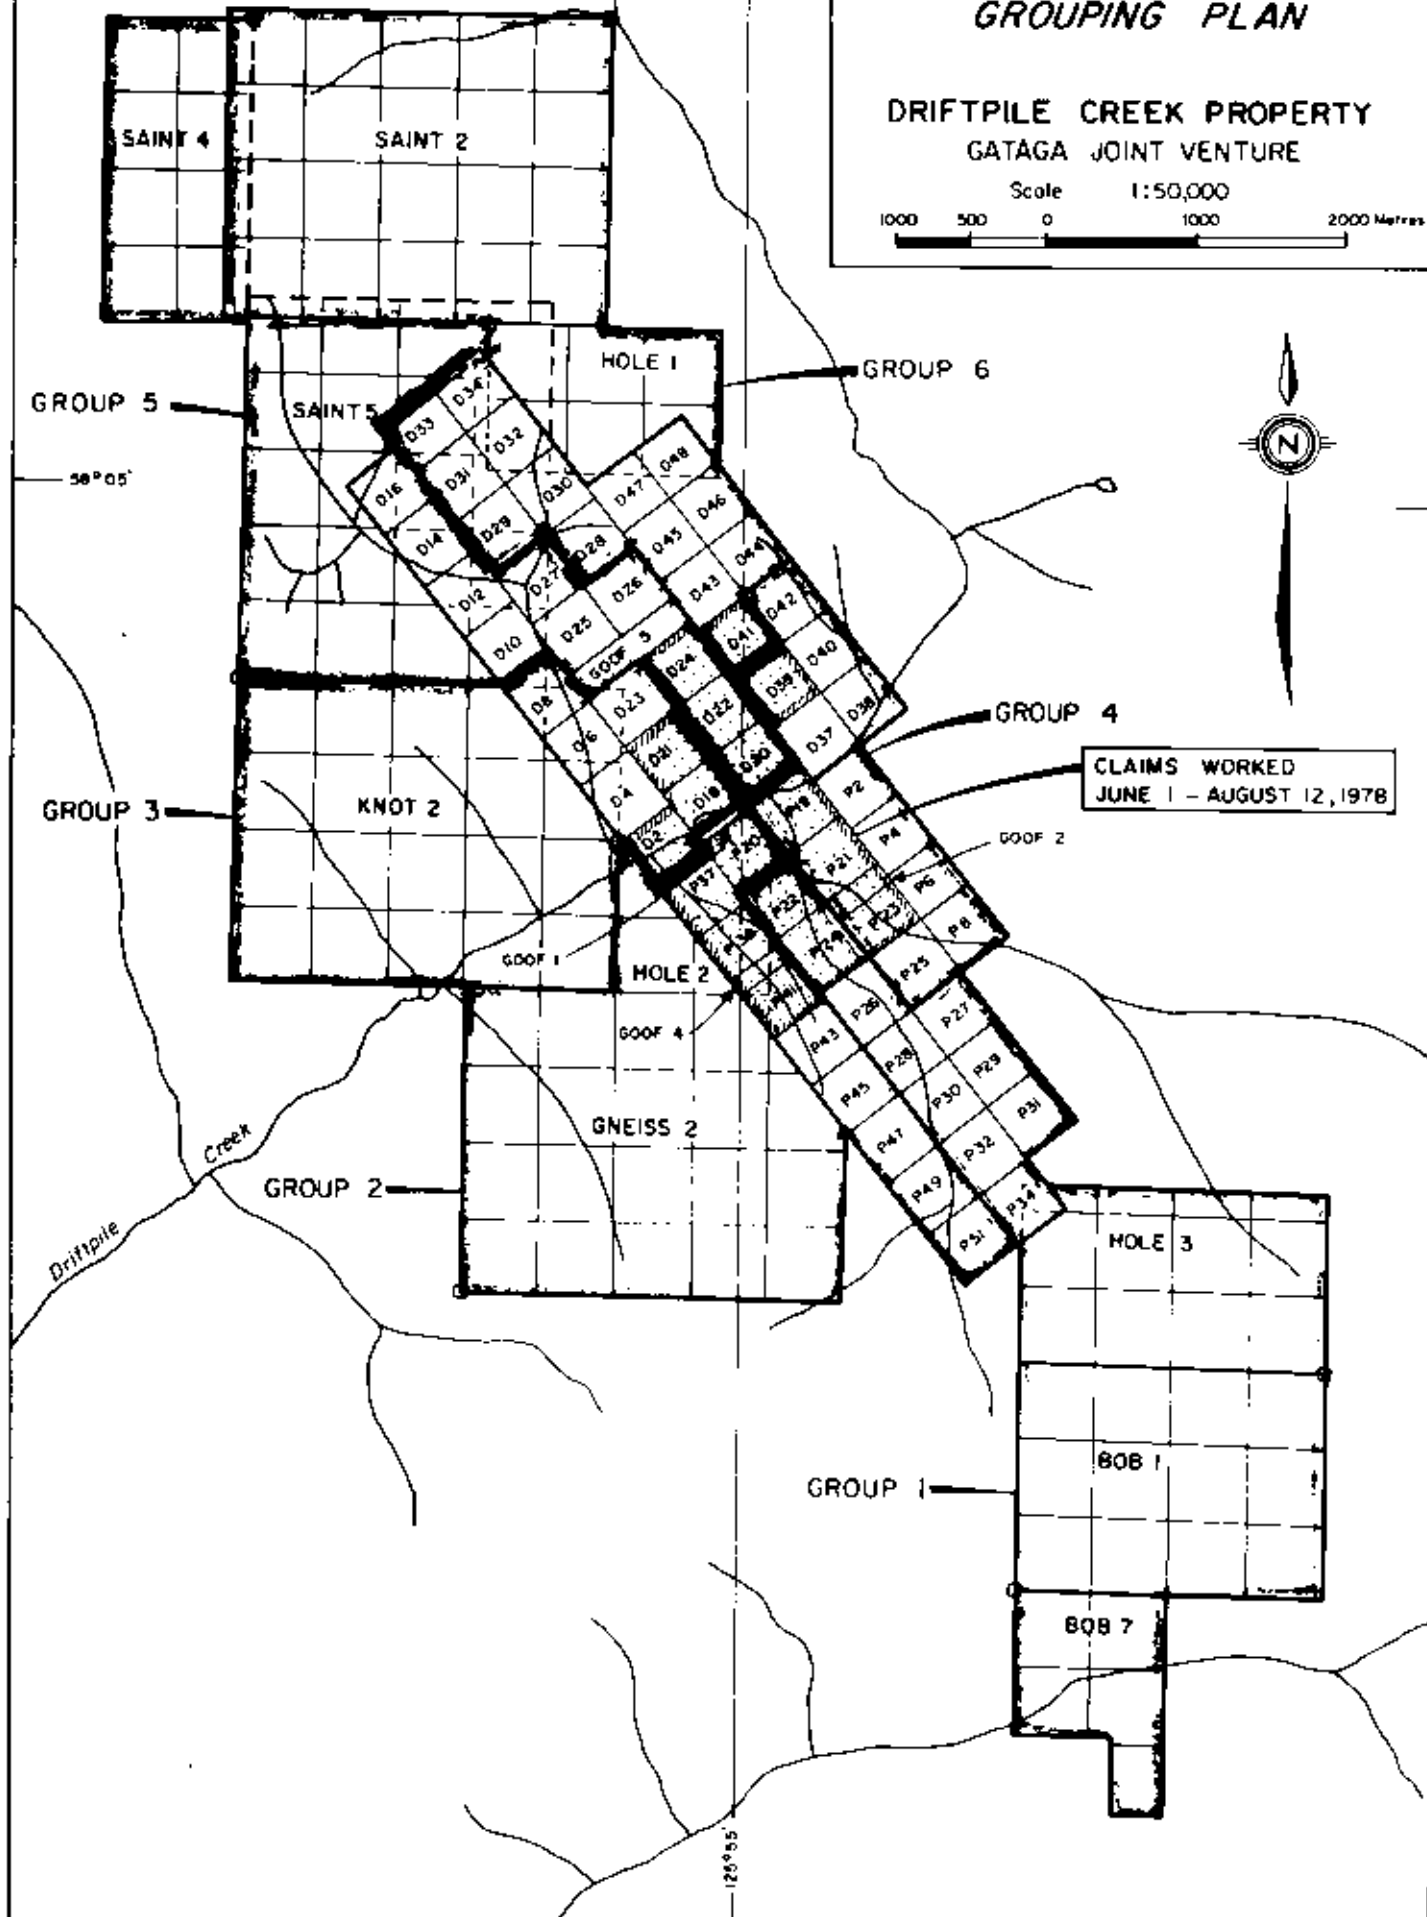 GROUPING PLAN
DRIFTPILE CREEK PROPERTY
GATAGA JOINT VENTURE
Scale 1:50,000
1000 500 0 1000 2000 Metres
SAINT 4
SAINT 2
HOLE 1
GROUP 6
GROUP 5
SAINT 5
58°05'
N
D34
D33
D32
D31
D30
D29
D28
D27
D26
D25
D16
D14
D12
D10
D8
D6
D4
D2
D48
D47
D46
D45
D44
D43
D42
D41
D40
D39
D38
D37
GOOF 3
D24
D23
D22
D21
D20
D18
GROUP 4
CLAIMS WORKED
JUNE 1 – AUGUST 12, 1978
GROUP 3
KNOT 2
GOOF 2
P2
P4
P6
P8
P20
P21
P22
P23
P25
P26
P27
P28
P29
P30
P31
P32
P34
P37
P43
P45
P47
P49
P51
GOOF 1
HOLE 2
GOOF 4
GNEISS 2
GROUP 2
Driftpile Creek
HOLE 3
BOB 1
GROUP 1
BOB 7
125°55'